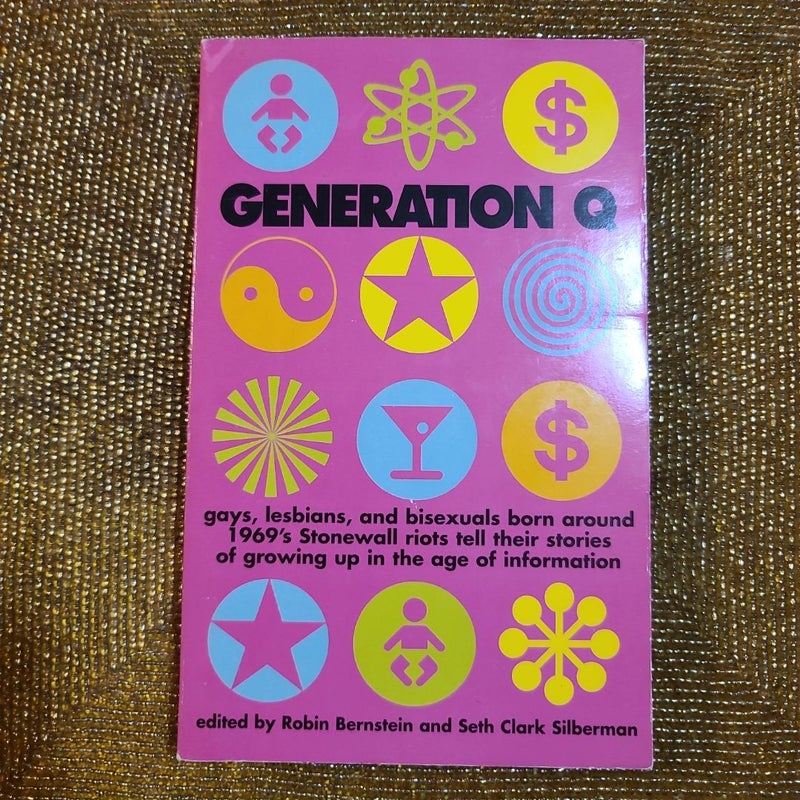 GENERATION Q
gays, lesbians, and bisexuals born around
1969's Stonewall riots tell their stories
of growing up in the age of information
edited by Robin Bernstein and Seth Clark Silberman